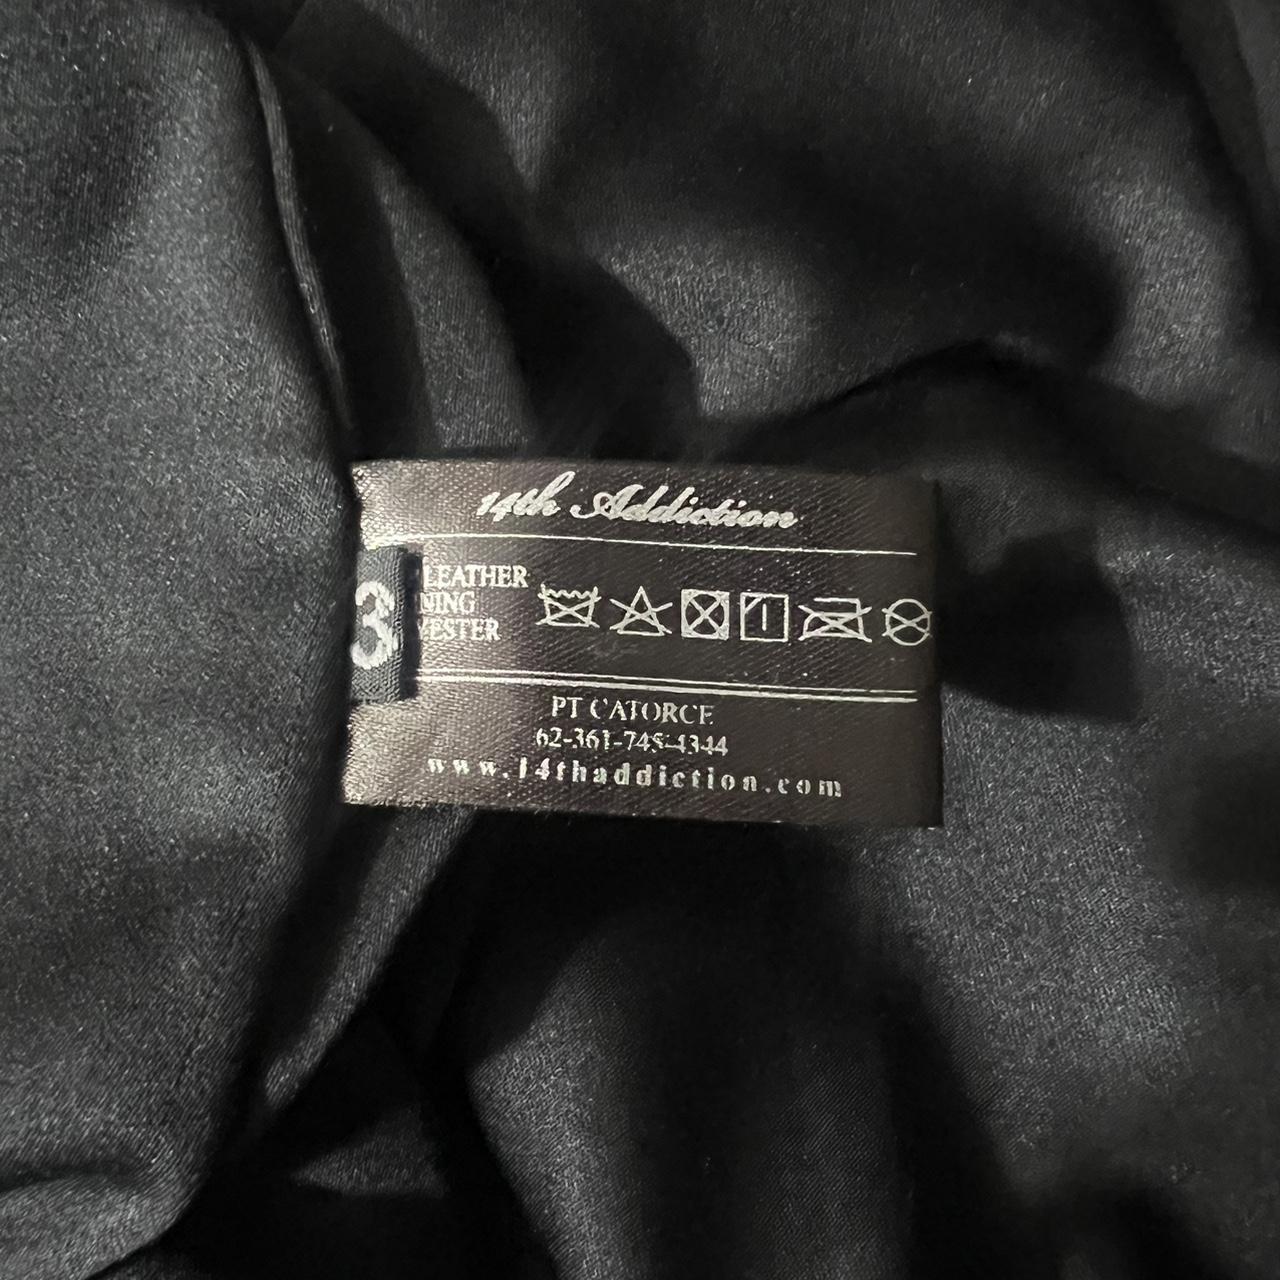 14th Addiction
3
LEATHER
NING
YESTER
PT CATORCE
62-361-745-4344
www.14thaddiction.com